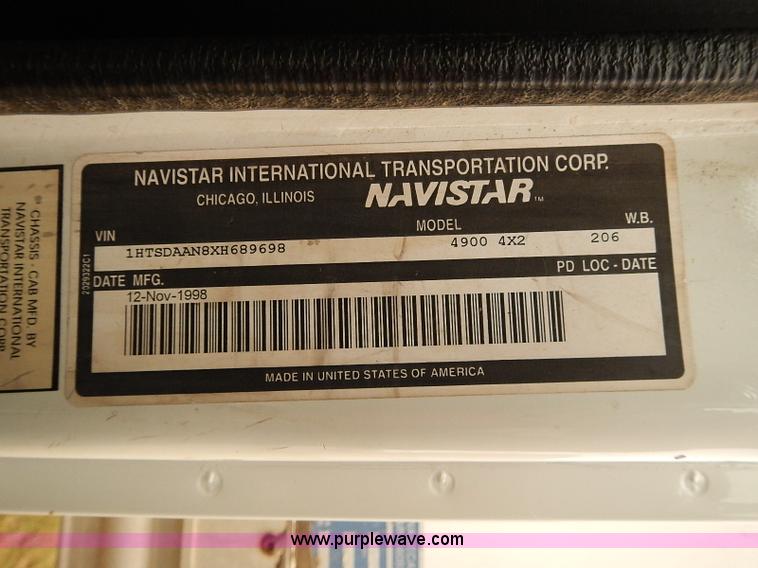 NAVISTAR INTERNATIONAL TRANSPORTATION CORP.
CHICAGO, ILLINOIS NAVISTAR TM
VIN MODEL W.B.
1HTSDAAN8XH689698 4900 4X2 206
DATE MFG. PD LOC - DATE
12-Nov-1998
MADE IN UNITED STATES OF AMERICA
2029322C1
CHASSIS - CAB MFD. BY
NAVISTAR INTERNATIONAL
TRANSPORTATION CORP.
www.purplewave.com